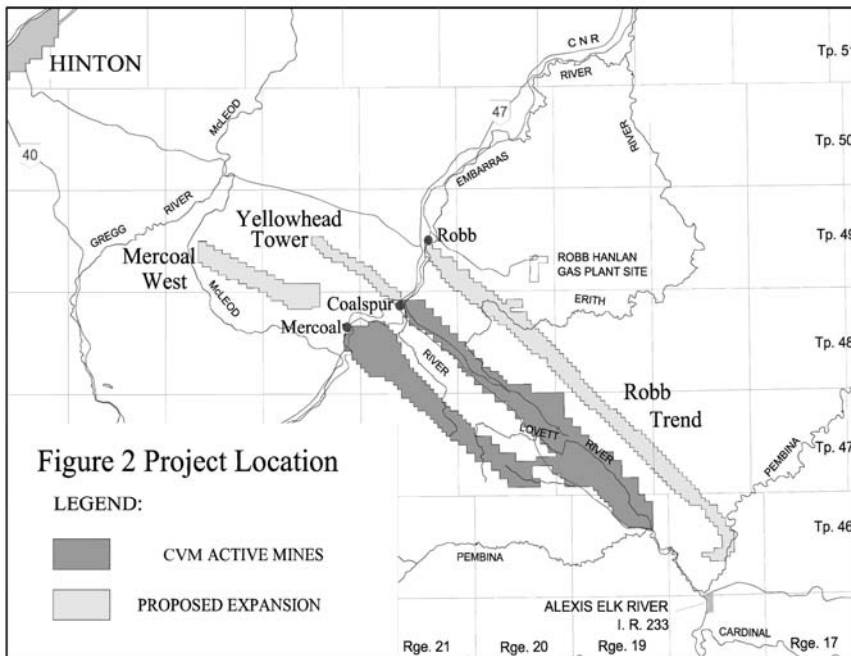 CNR
RIVER
Tp. 51
HINTON
McLEOD
47
RIVER
40
Tp. 50
EMBARRAS
GREGG RIVER
Yellowhead
Tower
Robb
Tp. 49
Mercoal
West
ROBB HANLAN
GAS PLANT SITE
McLEOD
Coalspur
ERITH
Mercoal
Tp. 48
RIVER
Robb
Trend
LOVETT RIVER
PEMBINA
Tp. 47
Figure 2 Project Location
LEGEND:
CVM ACTIVE MINES
Tp. 46
PEMBINA
PROPOSED EXPANSION
ALEXIS ELK RIVER
I. R. 233
CARDINAL
Rge. 21
Rge. 20
Rge. 19
Rge. 17